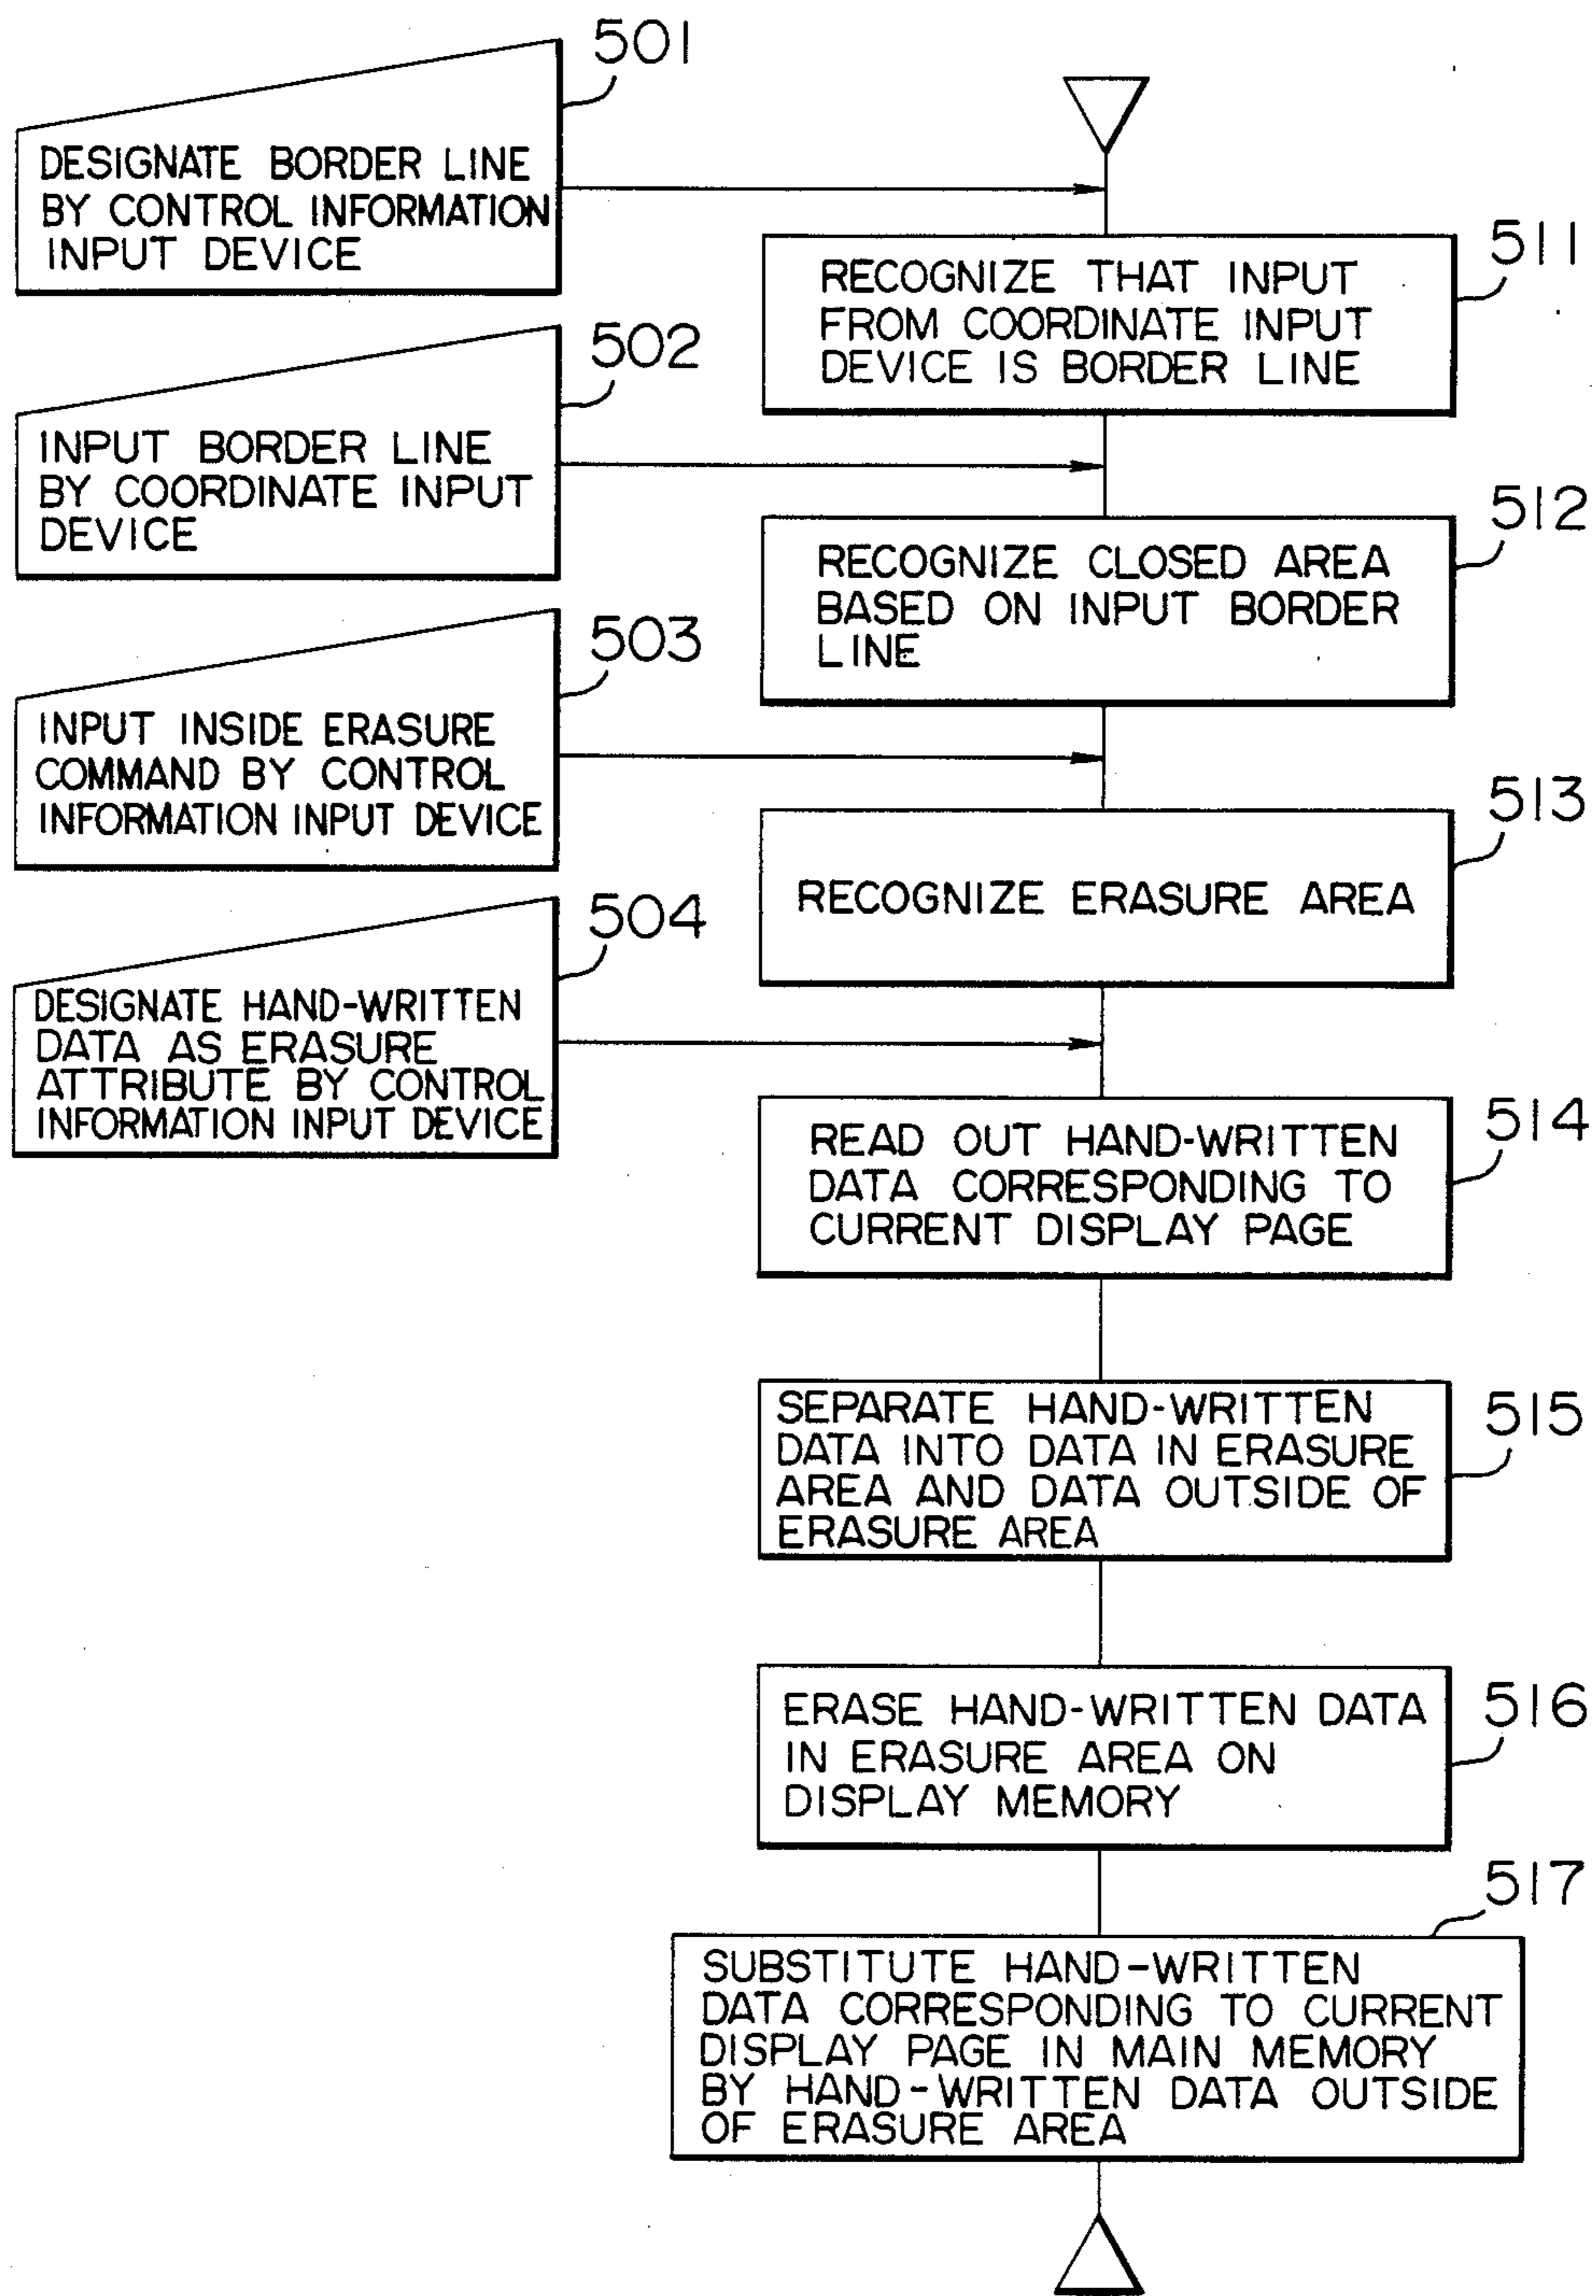 501
DESIGNATE BORDER LINE
BY CONTROL INFORMATION
INPUT DEVICE
511
RECOGNIZE THAT INPUT
FROM COORDINATE INPUT
DEVICE IS BORDER LINE
502
INPUT BORDER LINE
BY COORDINATE INPUT
DEVICE
512
RECOGNIZE CLOSED AREA
BASED ON INPUT BORDER
LINE
503
INPUT INSIDE ERASURE
COMMAND BY CONTROL
INFORMATION INPUT DEVICE
513
RECOGNIZE ERASURE AREA
504
DESIGNATE HAND-WRITTEN
DATA AS ERASURE
ATTRIBUTE BY CONTROL
INFORMATION INPUT DEVICE
514
READ OUT HAND-WRITTEN
DATA CORRESPONDING TO
CURRENT DISPLAY PAGE
515
SEPARATE HAND-WRITTEN
DATA INTO DATA IN ERASURE
AREA AND DATA OUTSIDE OF
ERASURE AREA
516
ERASE HAND-WRITTEN DATA
IN ERASURE AREA ON
DISPLAY MEMORY
517
SUBSTITUTE HAND-WRITTEN
DATA CORRESPONDING TO CURRENT
DISPLAY PAGE IN MAIN MEMORY
BY HAND-WRITTEN DATA OUTSIDE
OF ERASURE AREA